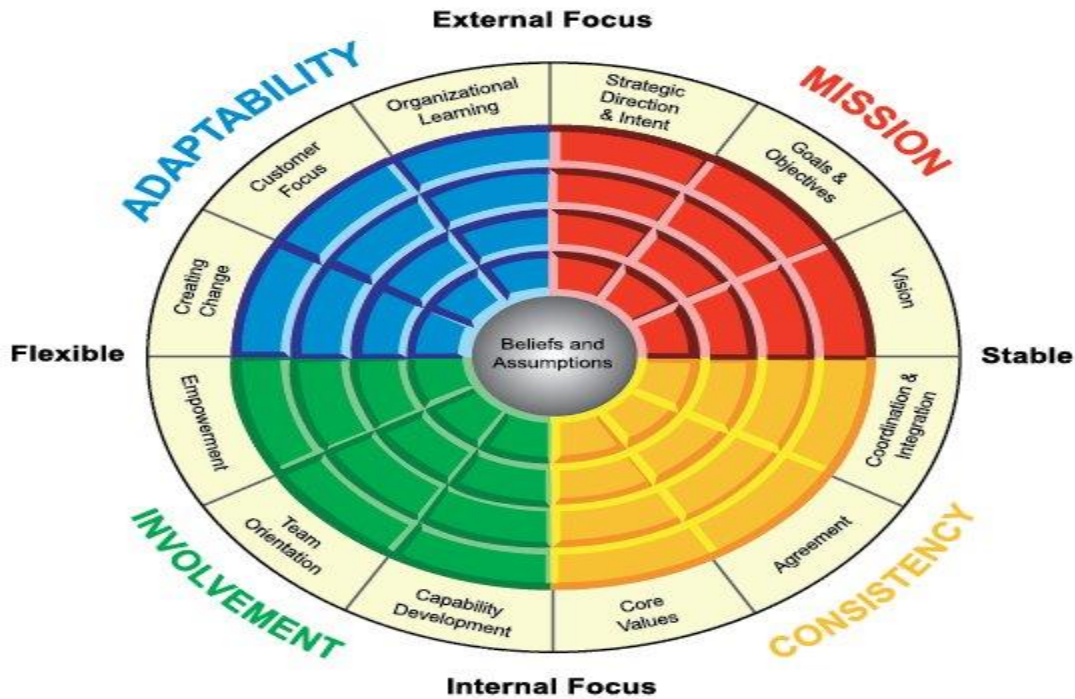 External Focus
ADAPTABILITY
MISSION
Organizational
Learning
Strategic
Direction
& Intent
Customer
Focus
Goals &
Objectives
Creating
Change
Vision
Flexible
Beliefs and
Assumptions
Stable
Empowerment
Coordination &
Integration
Team
Orientation
Agreement
Capability
Development
Core
Values
INVOLVEMENT
CONSISTENCY
Internal Focus